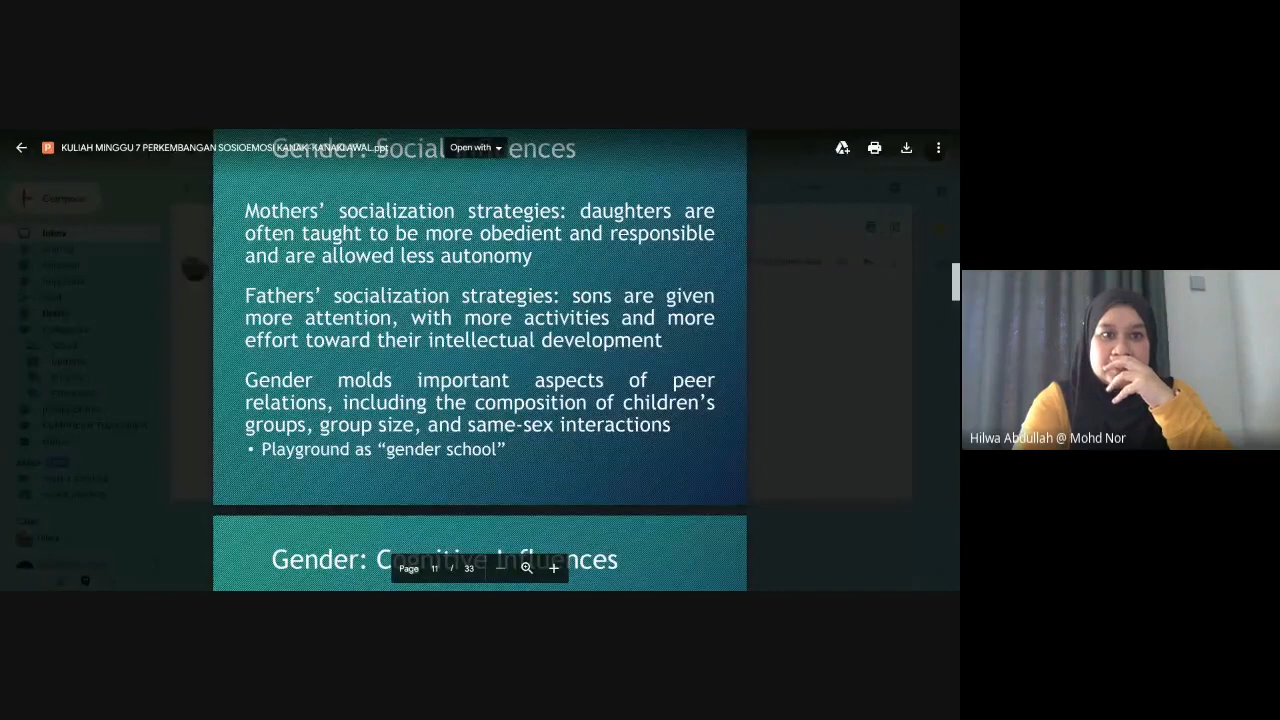 KULIAH MINGGU 7 PERKEMBANGAN SOSIOEMOSI KANAK-KANAK AWAL.ppt
Open with
Gender: Social Influences
Compose
Inbox
Mothers’ socialization strategies: daughters are
often taught to be more obedient and responsible
and are allowed less autonomy
Fathers’ socialization strategies: sons are given
more attention, with more activities and more
effort toward their intellectual development
Gender molds important aspects of peer
relations, including the composition of children’s
groups, group size, and same-sex interactions
• Playground as “gender school”
Gender: Cognitive Influences
Page 11 / 33
Hilwa Abdullah @ Mohd Nor